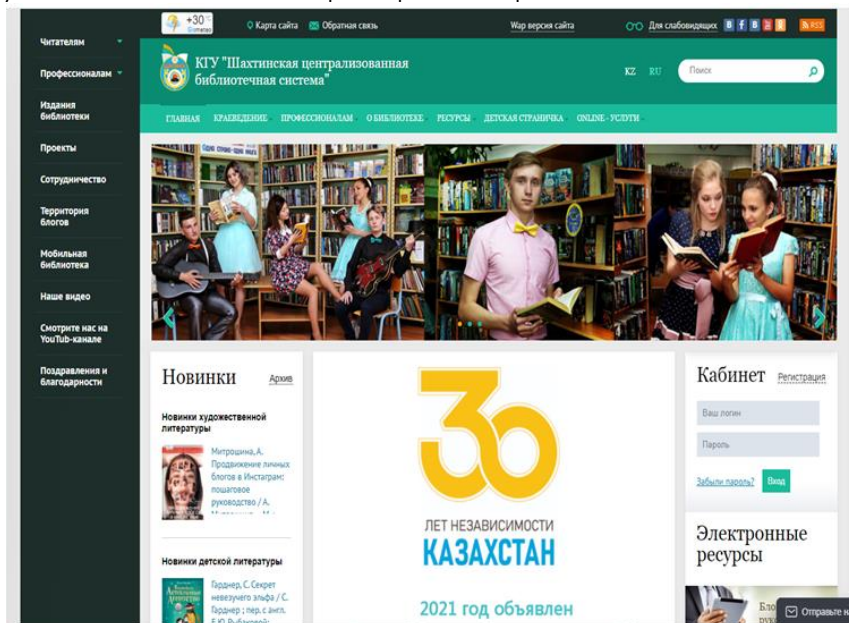 +30°
Gismeteo
Карта сайта
Обратная связь
Wap версия сайта
Для слабовидящих
RSS
Читателям
Профессионалам
Издания
библиотеки
Проекты
Сотрудничество
Территория
блогов
Мобильная
библиотека
Наше видео
Смотрите нас на
YouTub-канале
Поздравления и
благодарности
КГУ "Шахтинская централизованная
библиотечная система"
KZ RU
Поиск
ГЛАВНАЯ КРАЕВЕДЕНИЕ ПРОФЕССИОНАЛАМ О БИБЛИОТЕКЕ РЕСУРСЫ ДЕТСКАЯ СТРАНИЧКА ONLINE-УСЛУГИ
Новинки
Архив
Новинки художественной
литературы
Митрошина, А.
Продвижение личных
блогов в Инстаграм:
пошаговое
руководство / А.
Новинки детской литературы
Гарднер, С. Секрет
невезучего эльфа / С.
Гарднер ; пер. с англ.
30
ЛЕТ НЕЗАВИСИМОСТИ
КАЗАХСТАН
2021 год объявлен
Кабинет
Регистрация
Ваш логин
Пароль
Забыли пароль?
Вход
Электронные
ресурсы
Отправьте